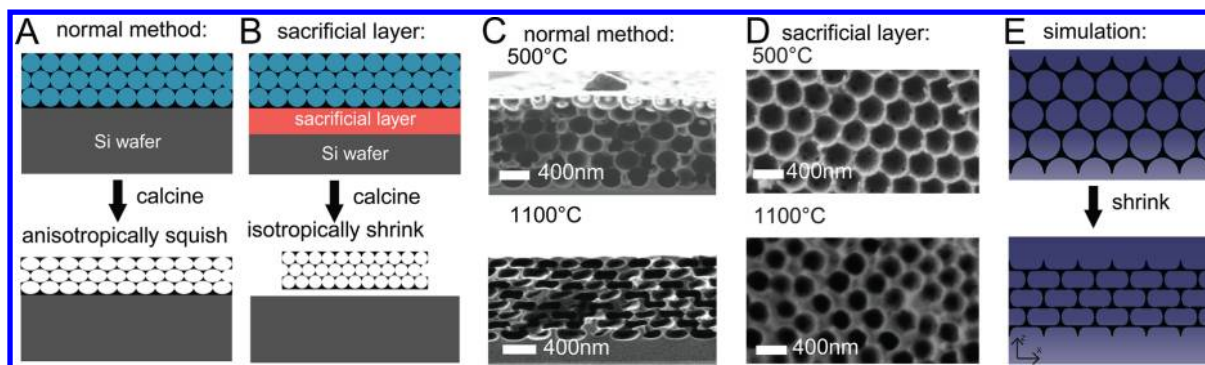 A normal method:
B sacrificial layer:
C normal method:
D sacrificial layer:
E simulation:
500°C
500°C
sacrificial layer
Si wafer
Si wafer
400nm
400nm
calcine
calcine
shrink
anisotropically squish
isotropically shrink
1100°C
1100°C
400nm
400nm
z
x